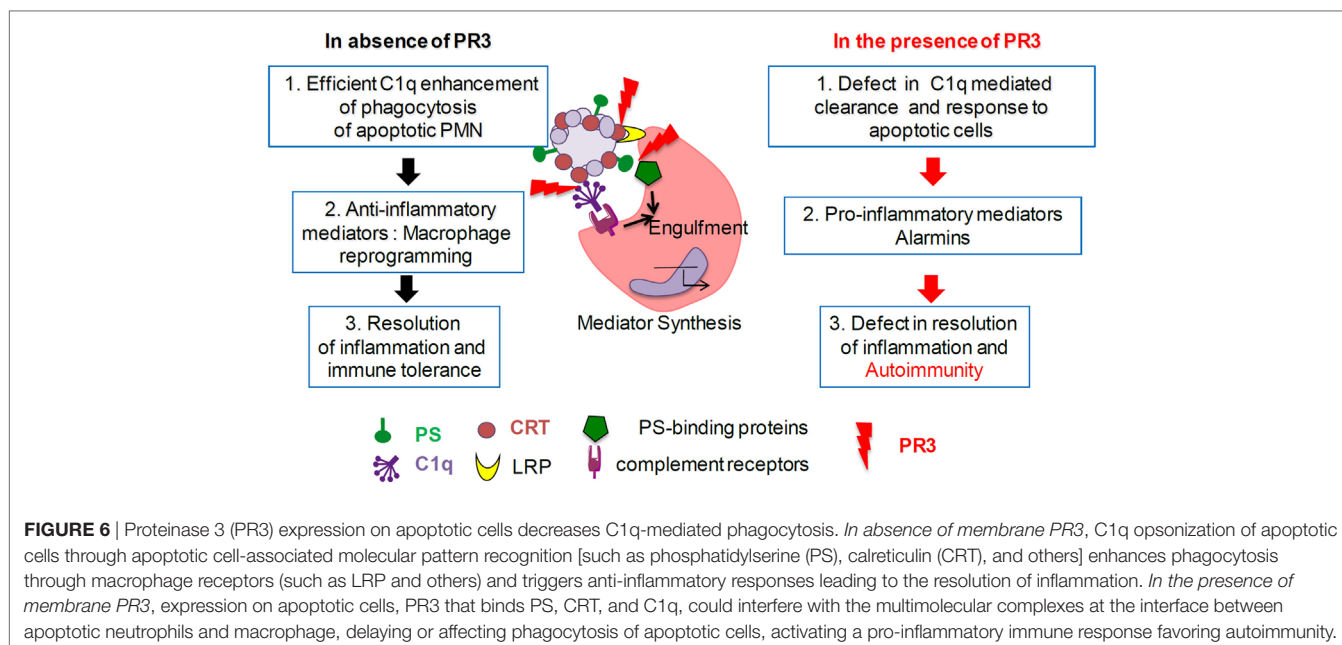 In absence of PR3
1. Efficient C1q enhancement
of phagocytosis
of apoptotic PMN
2. Anti-inflammatory
mediators : Macrophage
reprogramming
3. Resolution
of inflammation and
immune tolerance
Engulfment
Mediator Synthesis
In the presence of PR3
1. Defect in C1q mediated
clearance and response to
apoptotic cells
2. Pro-inflammatory mediators
Alarmins
3. Defect in resolution
of inflammation and
Autoimmunity
PS
CRT
PS-binding proteins
C1q
LRP
complement receptors
PR3
FIGURE 6 | Proteinase 3 (PR3) expression on apoptotic cells decreases C1q-mediated phagocytosis. In absence of membrane PR3, C1q opsonization of apoptotic
cells through apoptotic cell-associated molecular pattern recognition [such as phosphatidylserine (PS), calreticulin (CRT), and others] enhances phagocytosis
through macrophage receptors (such as LRP and others) and triggers anti-inflammatory responses leading to the resolution of inflammation. In the presence of
membrane PR3, expression on apoptotic cells, PR3 that binds PS, CRT, and C1q, could interfere with the multimolecular complexes at the interface between
apoptotic neutrophils and macrophage, delaying or affecting phagocytosis of apoptotic cells, activating a pro-inflammatory immune response favoring autoimmunity.